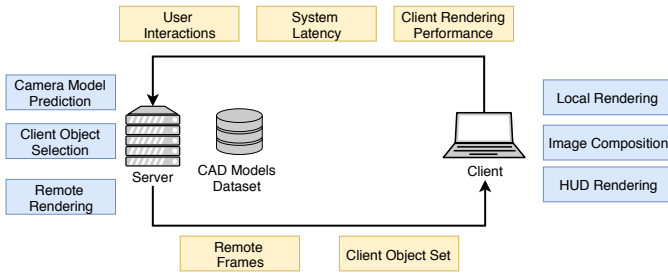 User
Interactions
System
Latency
Client Rendering
Performance
Camera Model
Prediction
Client Object
Selection
Remote
Rendering
Server
CAD Models
Dataset
Client
Local Rendering
Image Composition
HUD Rendering
Remote
Frames
Client Object Set